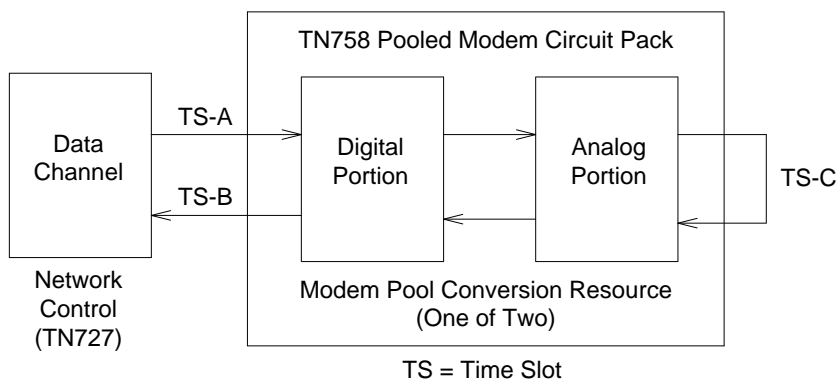 TN758 Pooled Modem Circuit Pack
Data
Channel
TS-A
TS-B
Digital
Portion
Analog
Portion
TS-C
Network
Control
(TN727)
Modem Pool Conversion Resource
(One of Two)
TS = Time Slot